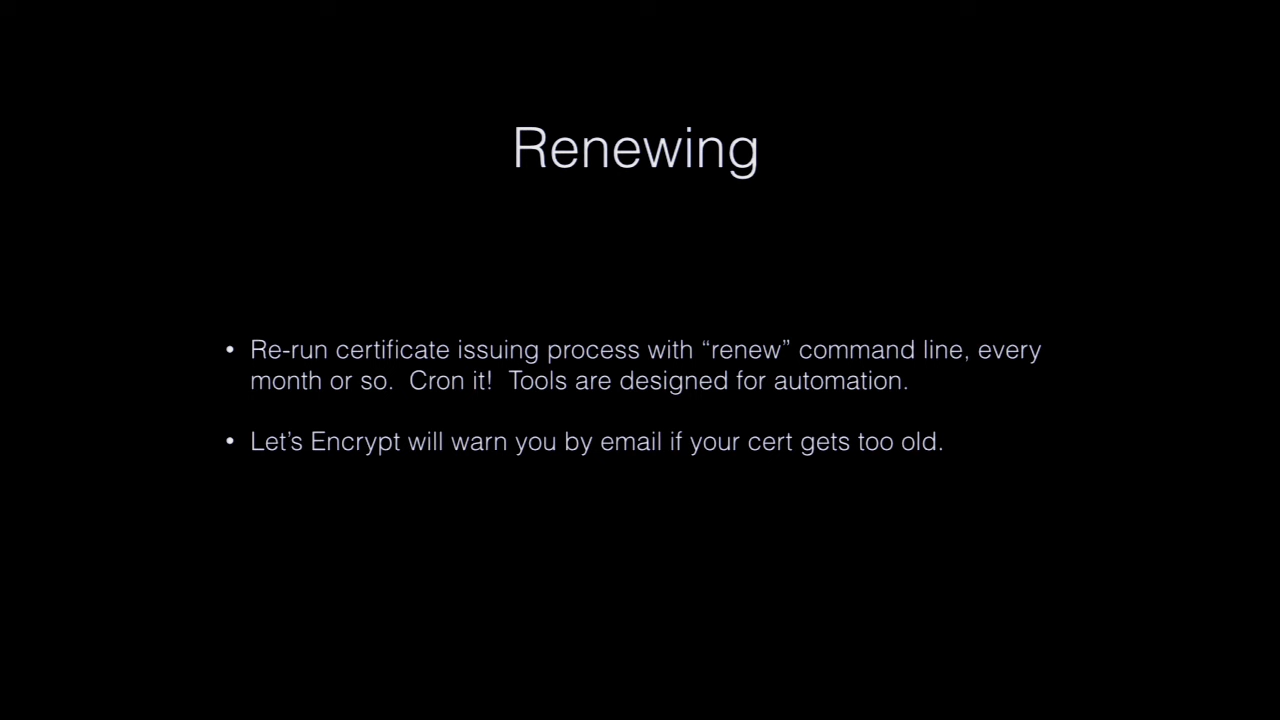 Renewing
• Re-run certificate issuing process with “renew” command line, every
month or so.  Cron it!  Tools are designed for automation.
• Let’s Encrypt will warn you by email if your cert gets too old.